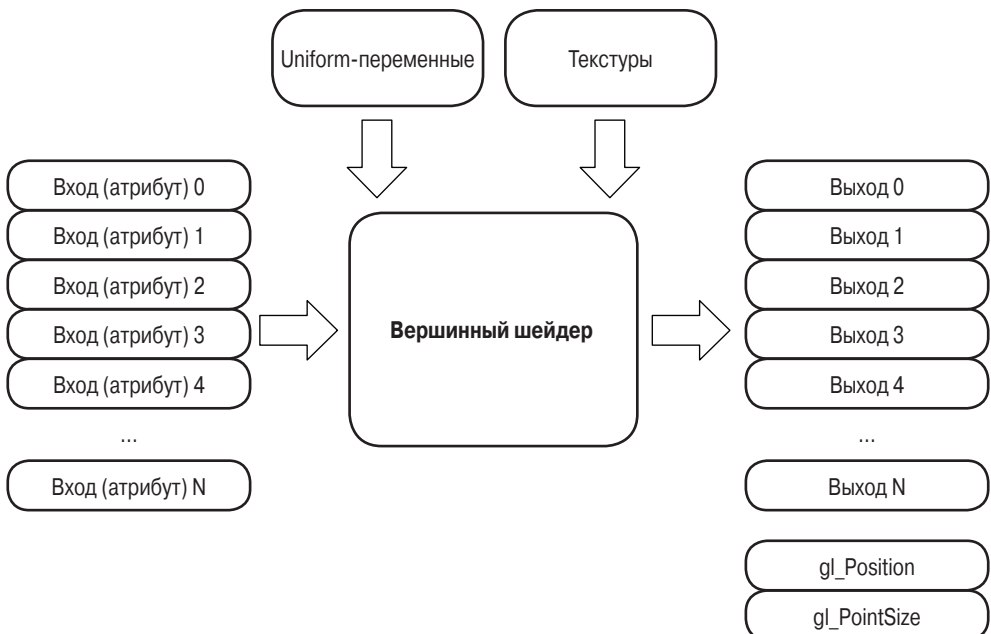 Uniform-переменные
Текстуры
Вход (атрибут) 0
Вход (атрибут) 1
Вход (атрибут) 2
Вход (атрибут) 3
Вход (атрибут) 4
...
Вход (атрибут) N
Вершинный шейдер
Выход 0
Выход 1
Выход 2
Выход 3
Выход 4
...
Выход N
gl_Position
gl_PointSize